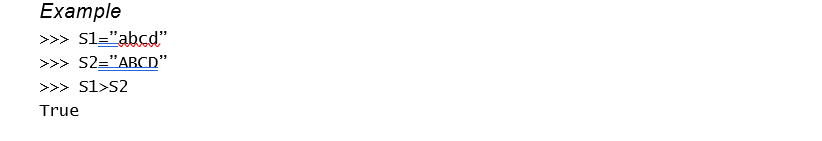 Example
>>> S1=”abcd”
>>> S2=”ABCD”
>>> S1>S2
True